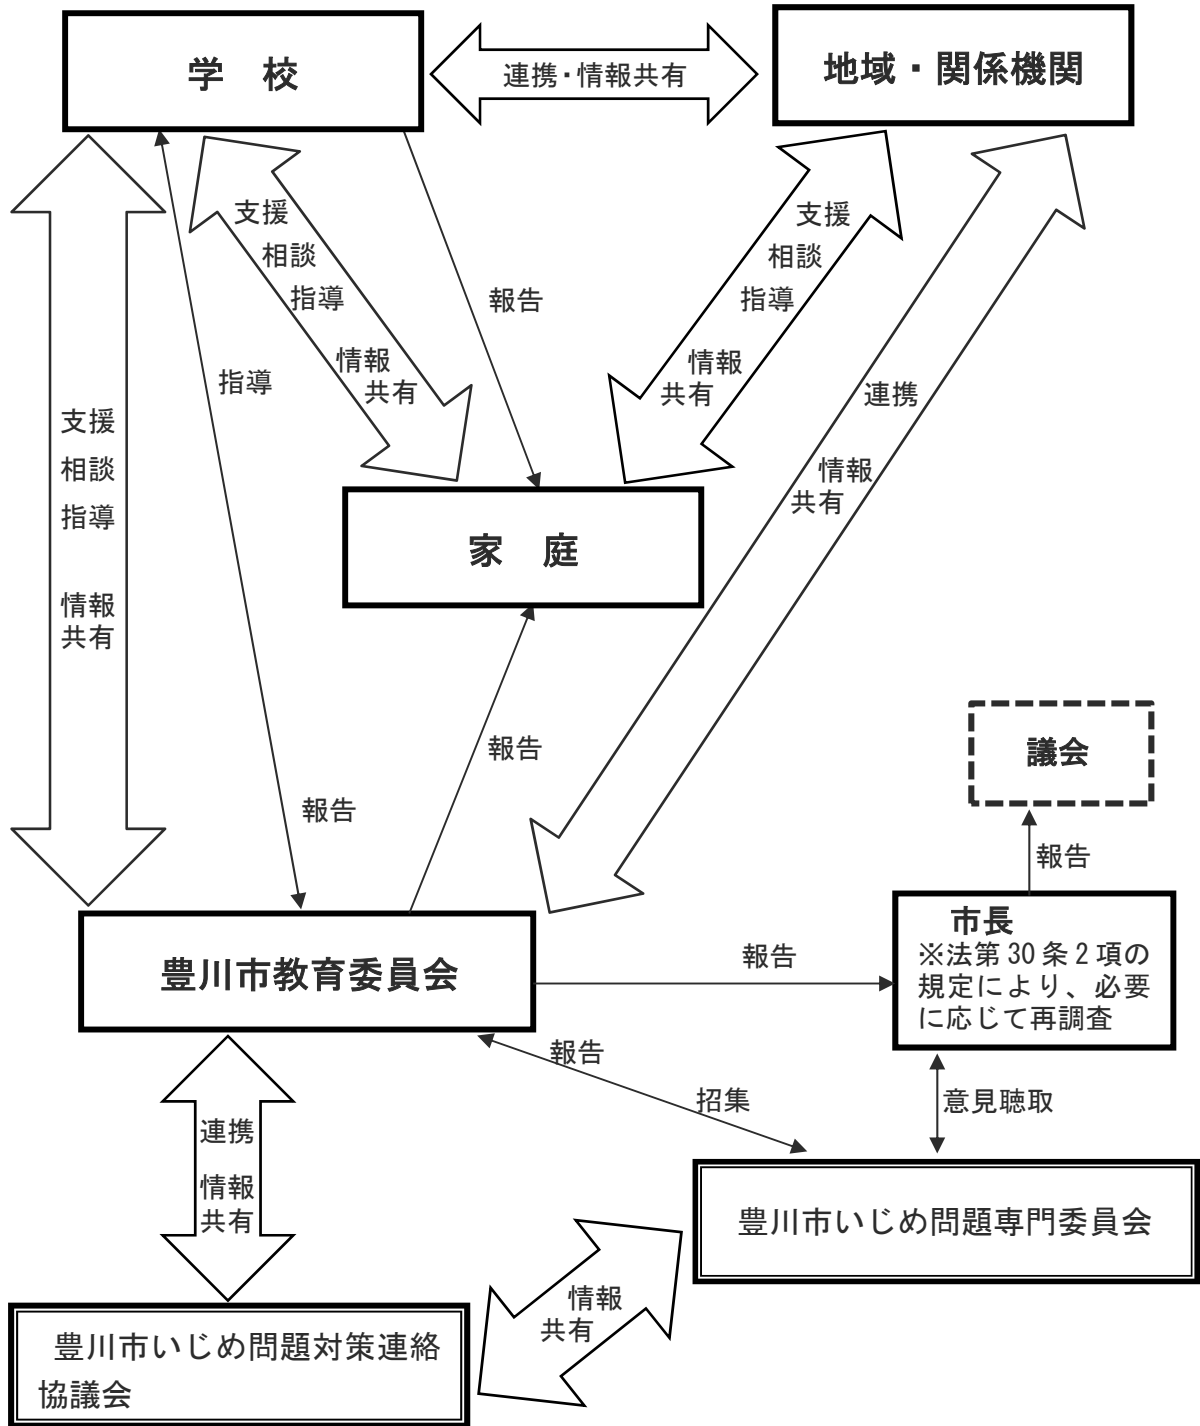 学　校
連携・情報共有
地域・関係機関
支援
相談
指導
情報
共有
報告
支援
相談
指導
情報
共有
指導
連携
支援
相談
指導
情報
共有
情報
共有
家　庭
報告
議会
報告
報告
市長
※法第30条2項の
規定により、必要
に応じて再調査
豊川市教育委員会
報告
報告
招集
意見聴取
連携
情報
共有
豊川市いじめ問題専門委員会
情報
共有
豊川市いじめ問題対策連絡
協議会